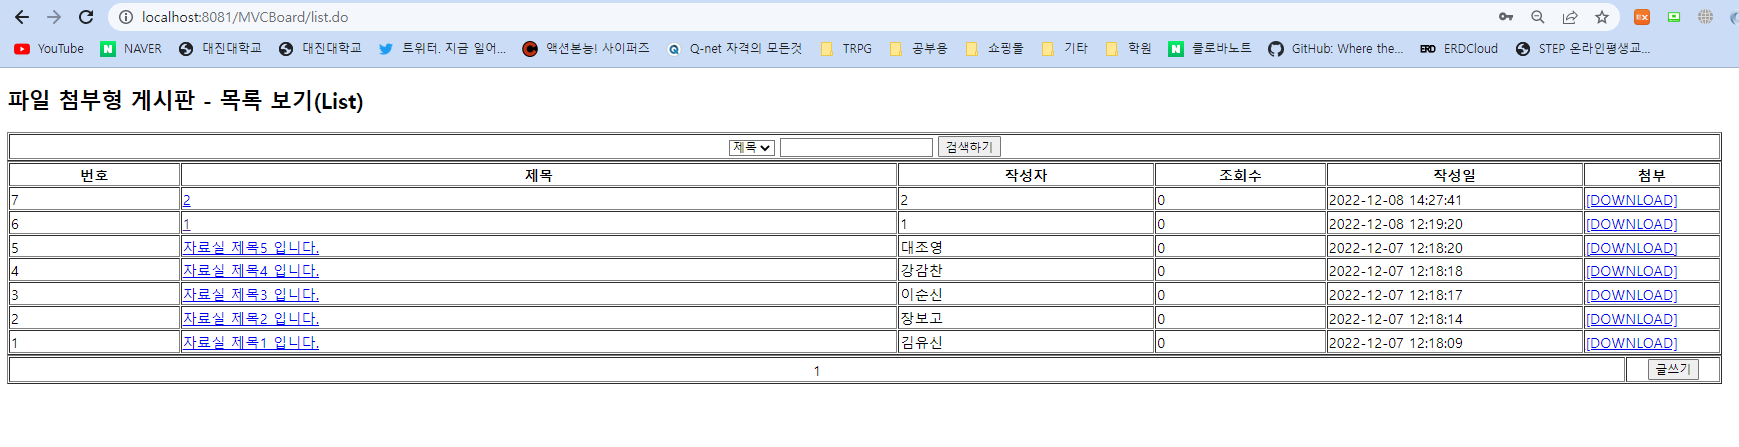 localhost:8081/MVCBoard/list.do
YouTube NAVER 대진대학교 대진대학교 트위터. 지금 일어... 액션본능! 사이퍼즈 Q-net 자격의 모든것 TRPG 공부용 쇼핑몰 기타 학원 클로바노트 GitHub: Where the... ERD ERDCloud STEP 온라인평생교...
파일 첨부형 게시판 - 목록 보기(List)
제목 검색하기
번호 제목 작성자 조회수 작성일 첨부
7 2 2 0 2022-12-08 14:27:41 [DOWNLOAD]
6 1 1 0 2022-12-08 12:19:20 [DOWNLOAD]
5 자료실 제목5 입니다. 대조영 0 2022-12-07 12:18:20 [DOWNLOAD]
4 자료실 제목4 입니다. 강감찬 0 2022-12-07 12:18:18 [DOWNLOAD]
3 자료실 제목3 입니다. 이순신 0 2022-12-07 12:18:17 [DOWNLOAD]
2 자료실 제목2 입니다. 장보고 0 2022-12-07 12:18:14 [DOWNLOAD]
1 자료실 제목1 입니다. 김유신 0 2022-12-07 12:18:09 [DOWNLOAD]
1 글쓰기